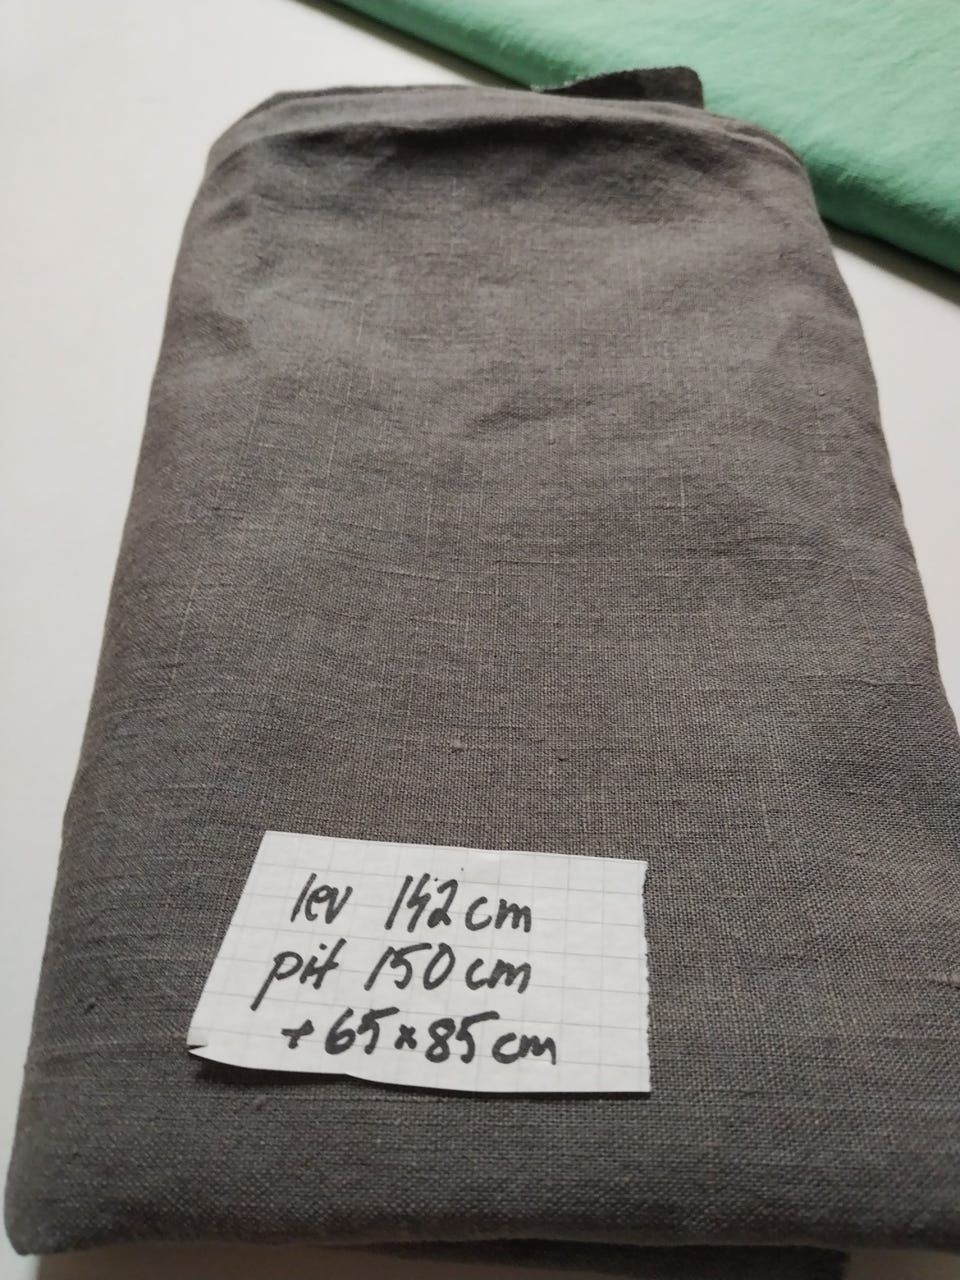 lev 142 cm
pit 150 cm
+ 65 x 85 cm